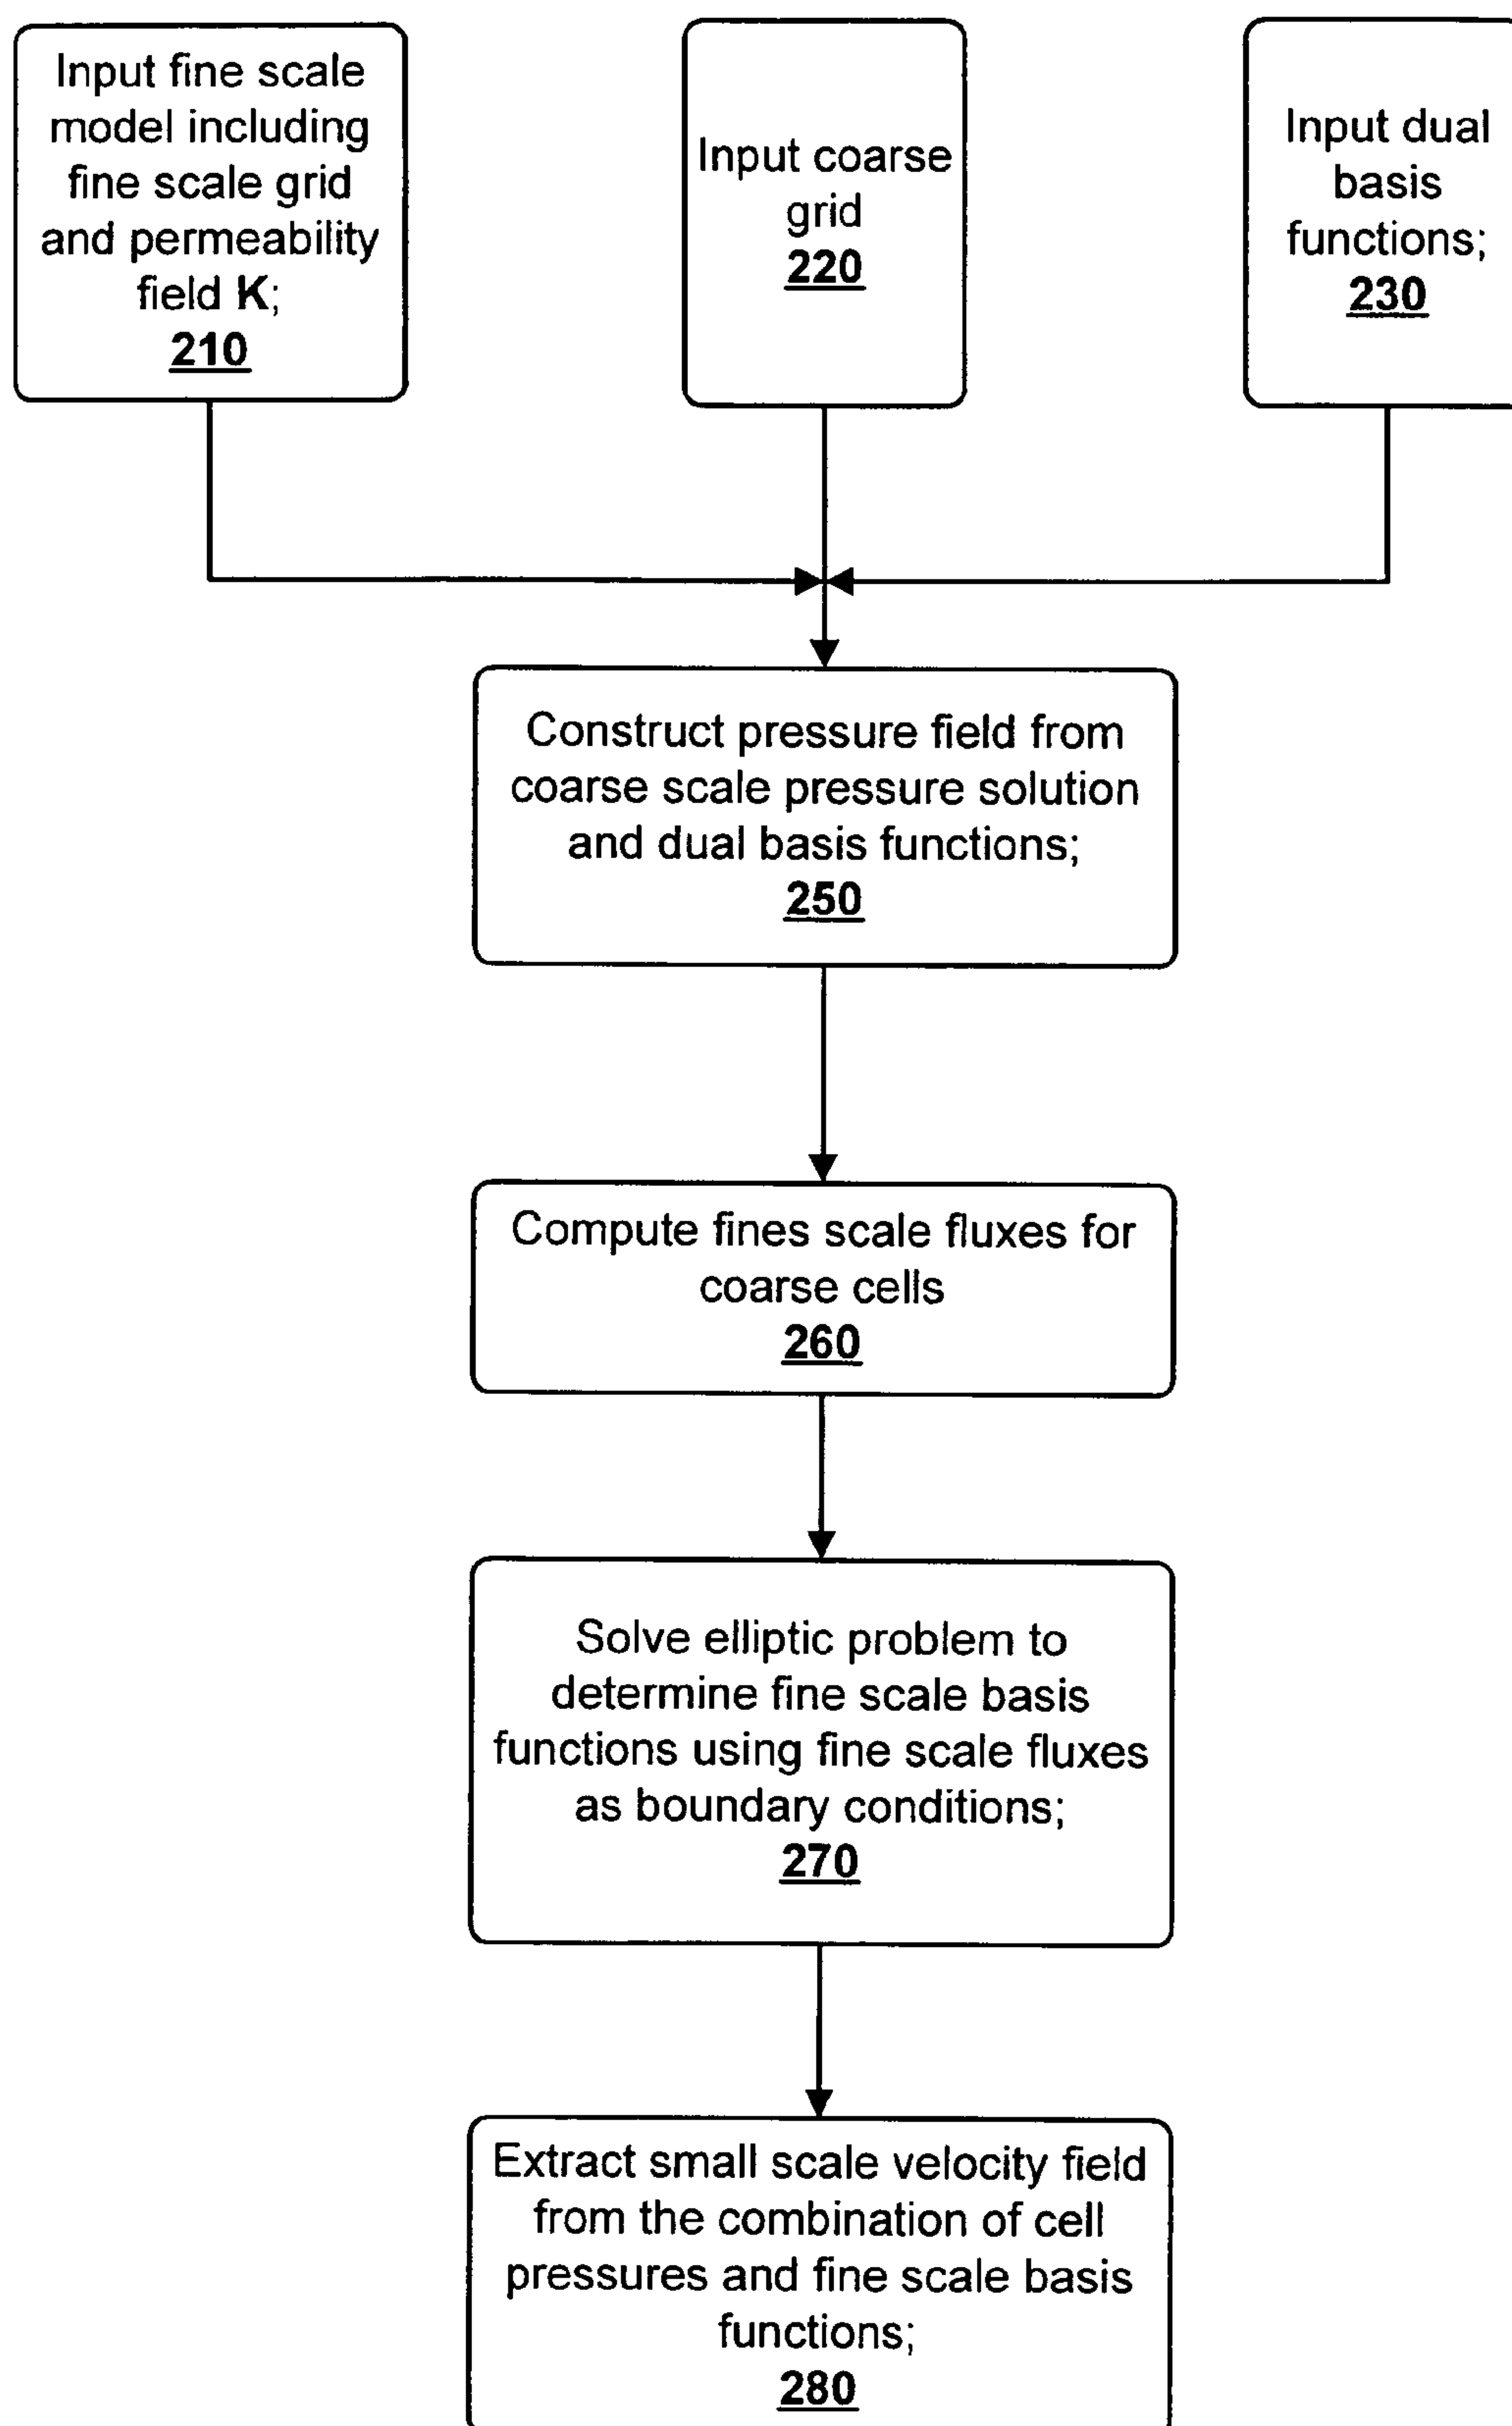 Input fine scale
model including
fine scale grid
and permeability
field K;
210
Input coarse
grid
220
Input dual
basis
functions;
230
Construct pressure field from
coarse scale pressure solution
and dual basis functions;
250
Compute fines scale fluxes for
coarse cells
260
Solve elliptic problem to
determine fine scale basis
functions using fine scale fluxes
as boundary conditions;
270
Extract small scale velocity field
from the combination of cell
pressures and fine scale basis
functions;
280